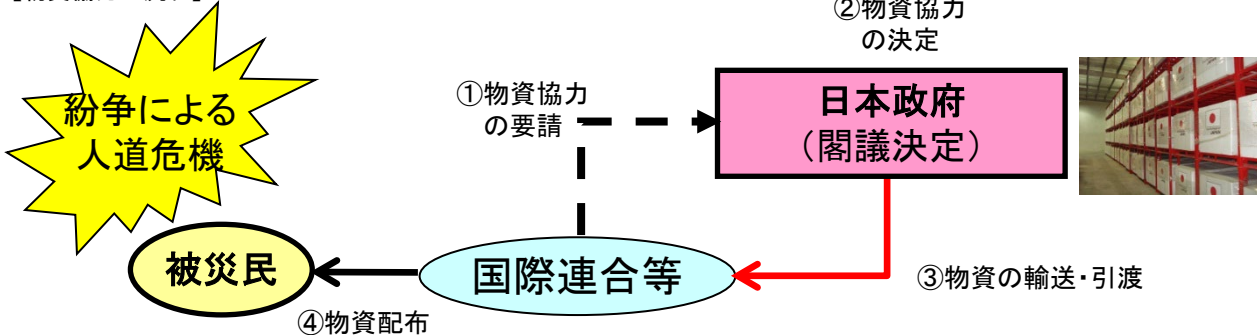 ②物資協力
の決定
①物資協力
の要請
日本政府
（閣議決定）
紛争による
人道危機
被災民
国際連合等
③物資の輸送・引渡
④物資配布